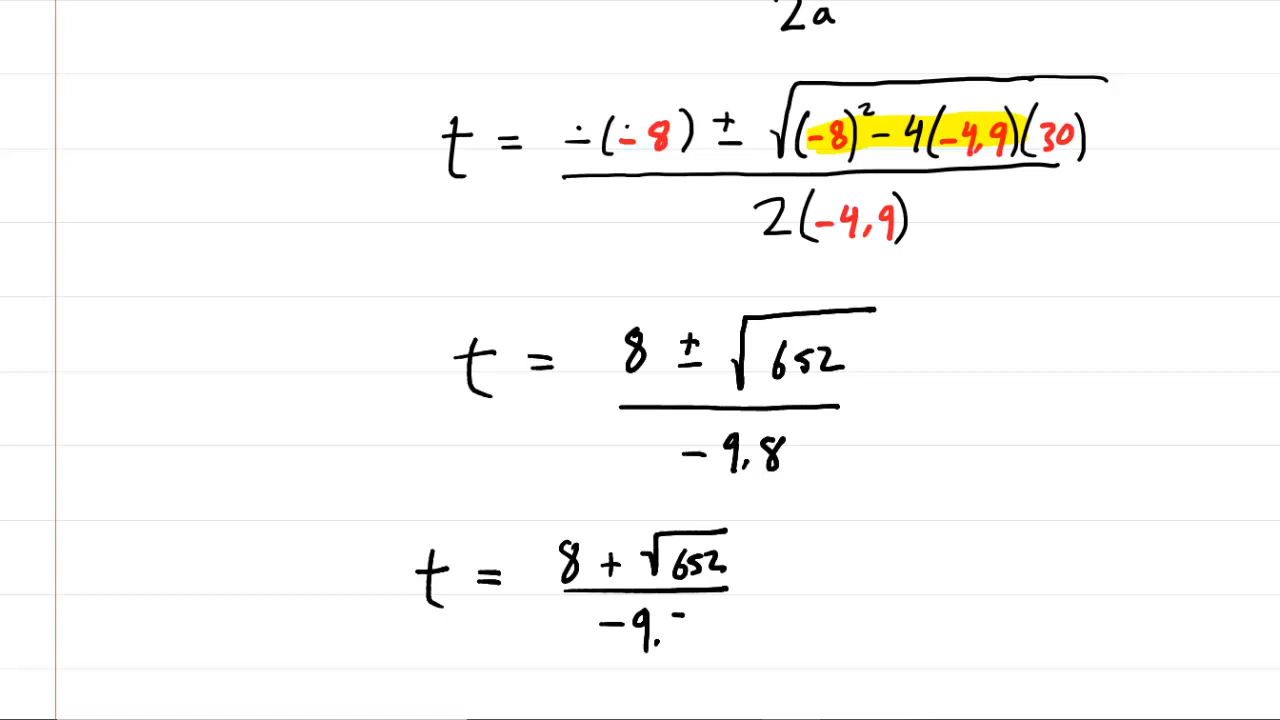 2a
t = -(-8) ± √(-8)² - 4(-4,9)(30)
2(-4,9)
t = 8 ± √652
-9,8
t = 8 + √652
-9.